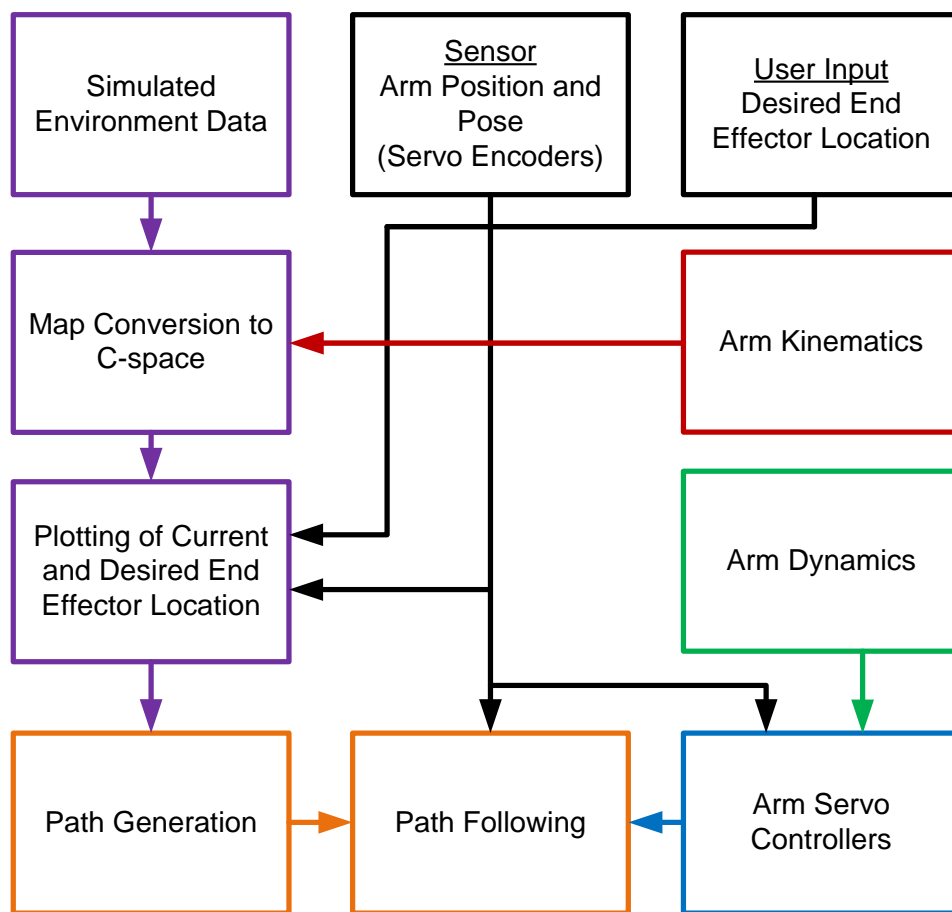 Simulated
Environment Data
Sensor
Arm Position and
Pose
(Servo Encoders)
User Input
Desired End
Effector Location
Map Conversion to
C-space
Arm Kinematics
Plotting of Current
and Desired End
Effector Location
Arm Dynamics
Path Generation
Path Following
Arm Servo
Controllers